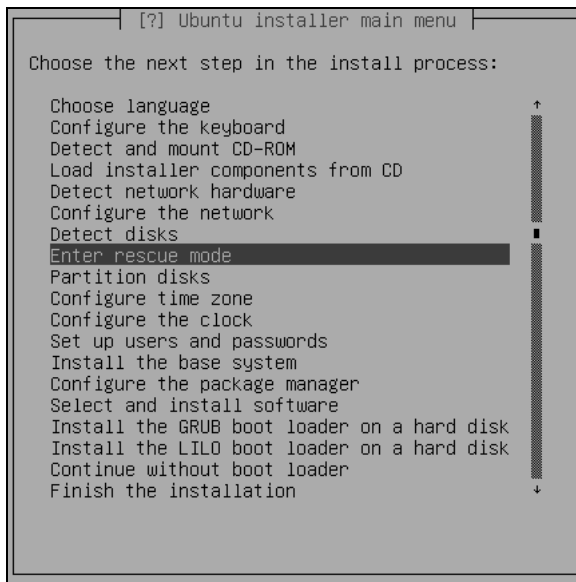 [?] Ubuntu installer main menu
Choose the next step in the install process:
Choose language
Configure the keyboard
Detect and mount CD-ROM
Load installer components from CD
Detect network hardware
Configure the network
Detect disks
Enter rescue mode
Partition disks
Configure time zone
Configure the clock
Set up users and passwords
Install the base system
Configure the package manager
Select and install software
Install the GRUB boot loader on a hard disk
Install the LILO boot loader on a hard disk
Continue without boot loader
Finish the installation